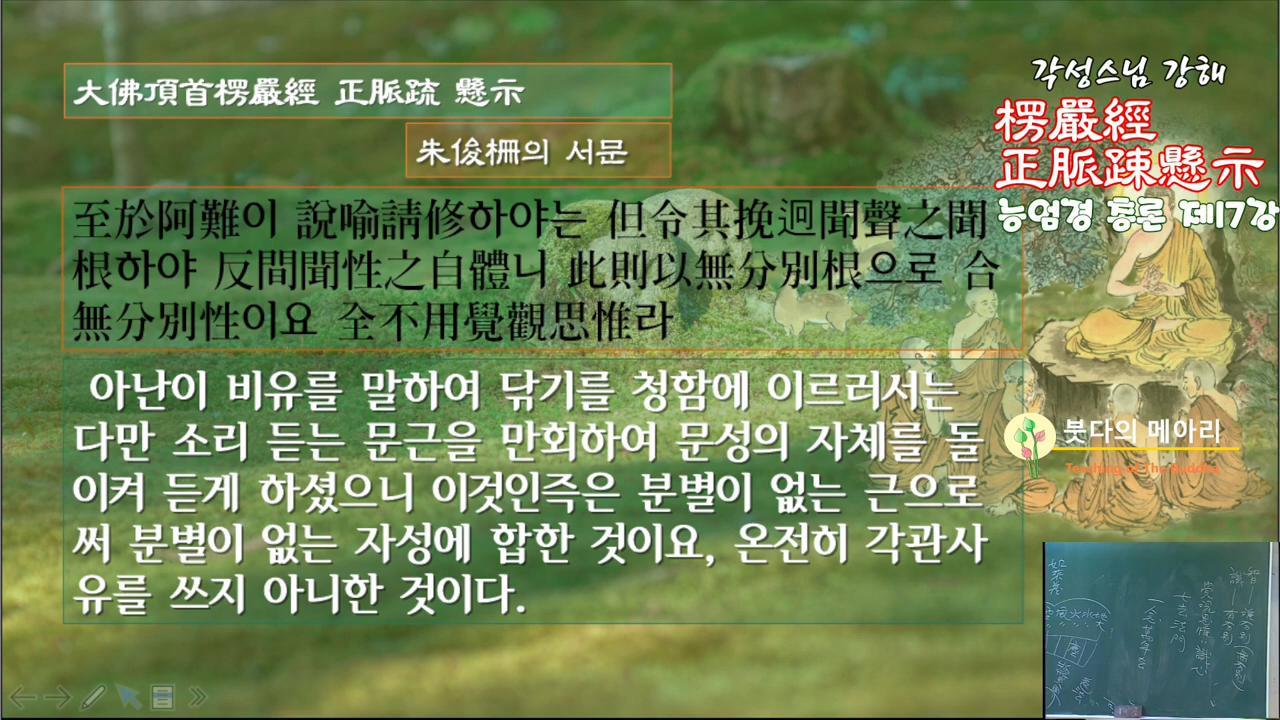 大佛頂首楞嚴經 正脈疏 懸示
朱俊柵의 서문
至於阿難이 說喻請修하야는 但令其挽迴聞聲之聞
根하야 反聞聞性之自體니 此則以無分別根으로 合
無分別性이요 全不用覺觀思惟라
아난이 비유를 말하여 닦기를 청함에 이르러서는
다만 소리 듣는 문근을 만회하여 문성의 자체를 돌
이켜 듣게 하셨으니 이것인즉은 분별이 없는 근으로
써 분별이 없는 자성에 합한 것이요, 온전히 각관사
유를 쓰지 아니한 것이다.
각성스님 강해
楞嚴經
正脈疎懸示
능엄경 총론 제17강
붓다의 메아리
Teaching of The Buddha